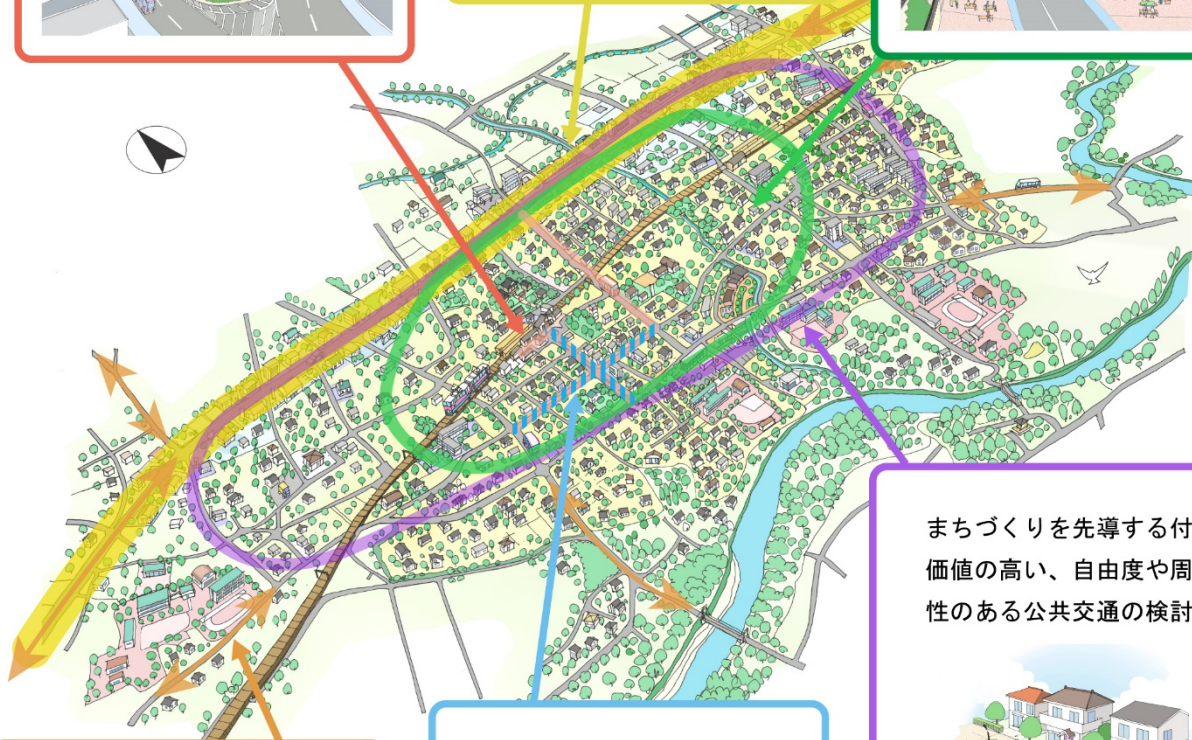 まちづくりを先導する付
価値の高い、自由度や周
性のある公共交通の検討